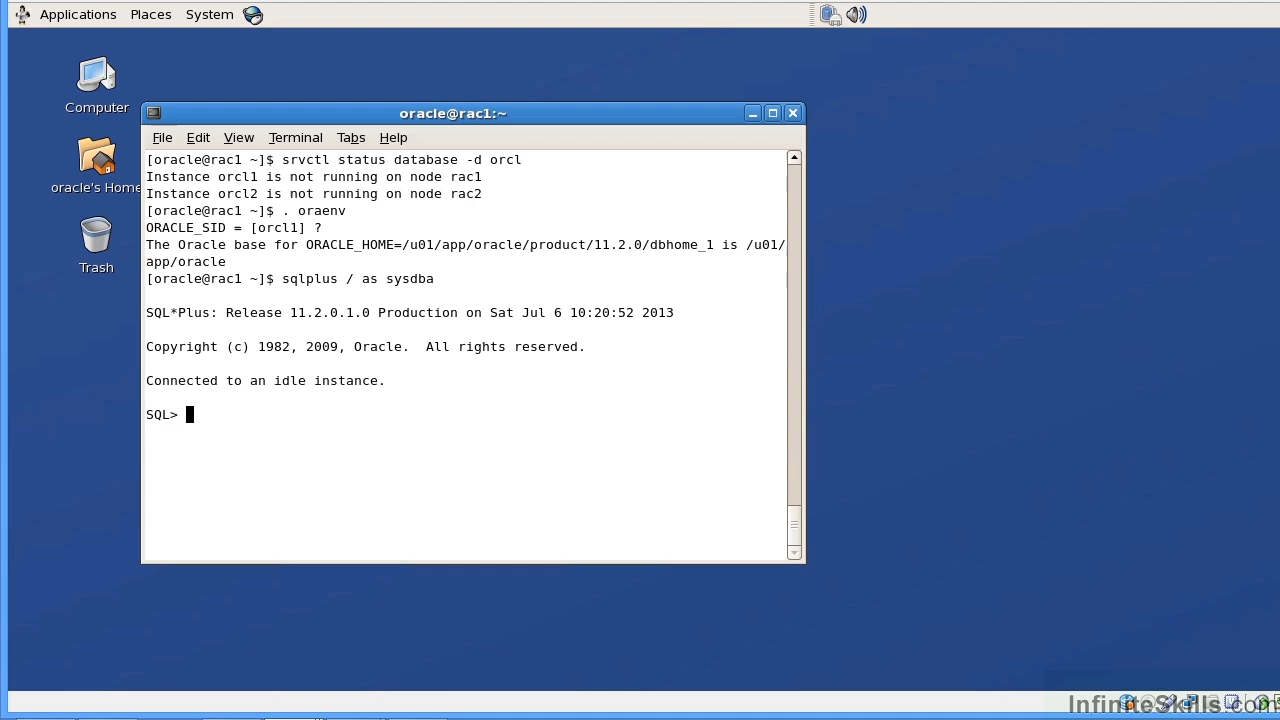 Applications Places System
Computer
oracle's Home
Trash
oracle@rac1:~
File Edit View Terminal Tabs Help
[oracle@rac1 ~]$ srvctl status database -d orcl
Instance orcl1 is not running on node rac1
Instance orcl2 is not running on node rac2
[oracle@rac1 ~]$ . oraenv
ORACLE_SID = [orcl1] ?
The Oracle base for ORACLE_HOME=/u01/app/oracle/product/11.2.0/dbhome_1 is /u01/
app/oracle
[oracle@rac1 ~]$ sqlplus / as sysdba
SQL*Plus: Release 11.2.0.1.0 Production on Sat Jul 6 10:20:52 2013
Copyright (c) 1982, 2009, Oracle.  All rights reserved.
Connected to an idle instance.
SQL>
InfiniteSkills.com